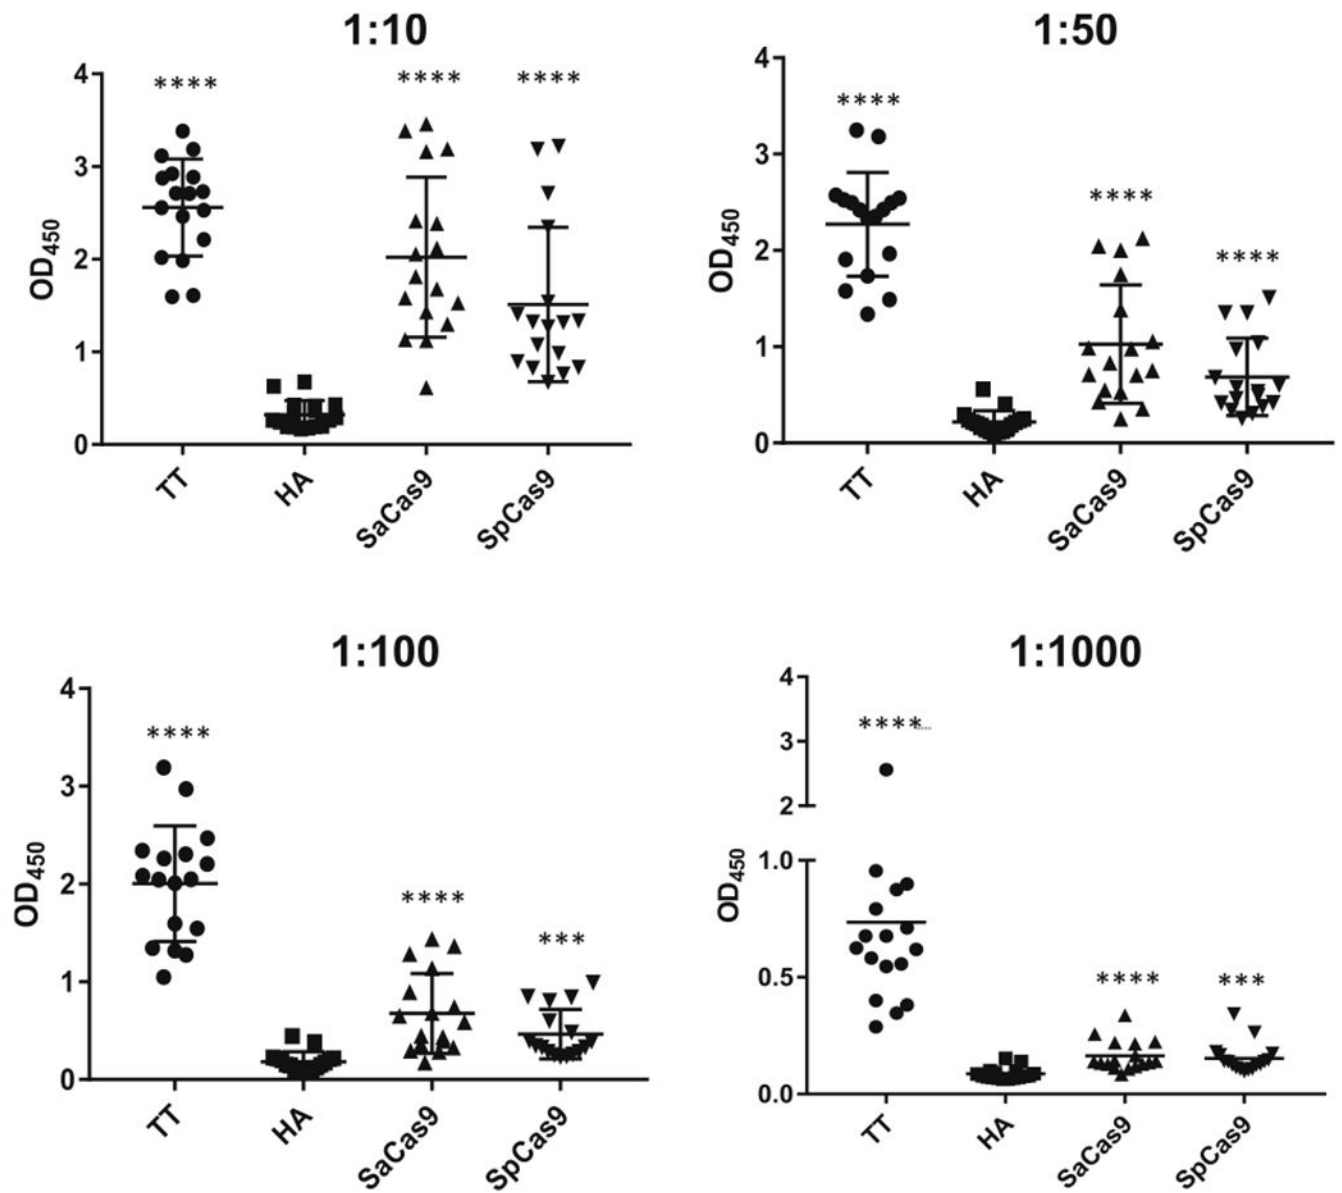 1:10
4
3
2
1
0
OD450
****
****
****
TT
HA
SaCas9
SpCas9
1:50
4
3
2
1
0
OD450
****
****
****
TT
HA
SaCas9
SpCas9
1:100
4
3
2
1
0
OD450
****
****
***
TT
HA
SaCas9
SpCas9
1:1000
4
3
2
1.0
0.5
0.0
OD450
****
****
***
TT
HA
SaCas9
SpCas9